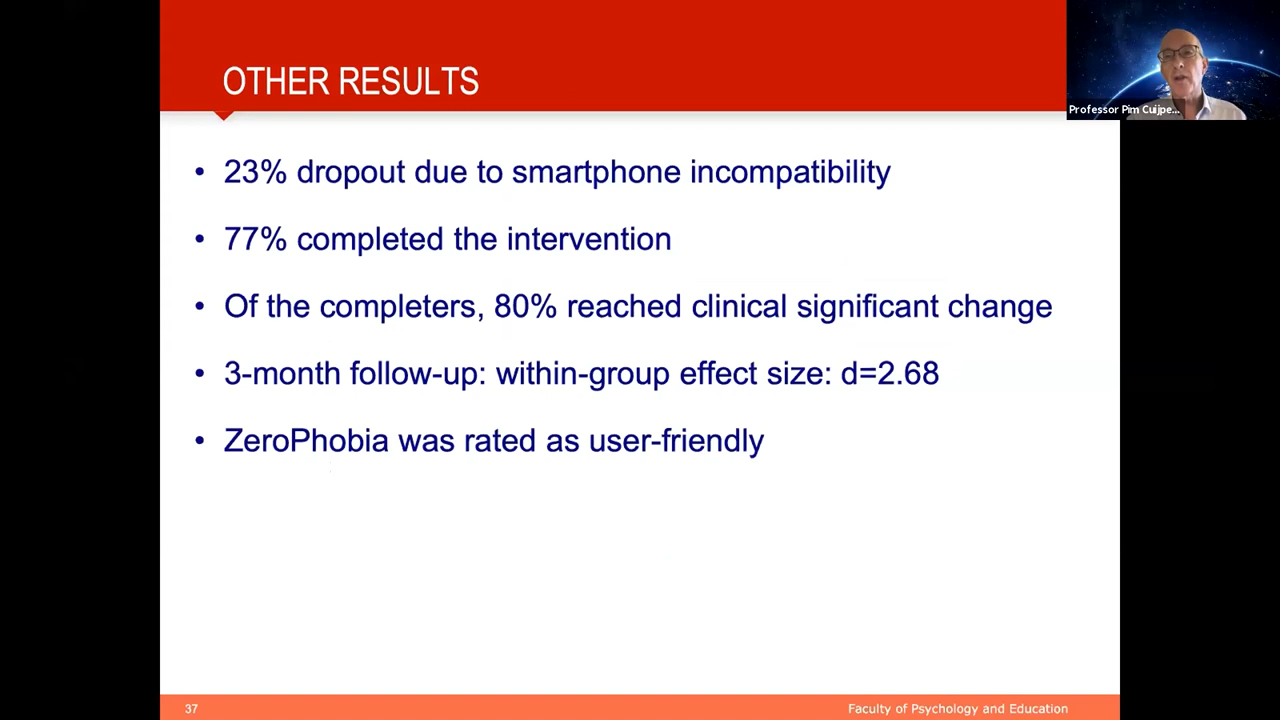 OTHER RESULTS
Professor Pim Cuijpe...
• 23% dropout due to smartphone incompatibility
• 77% completed the intervention
• Of the completers, 80% reached clinical significant change
• 3-month follow-up: within-group effect size: d=2.68
• ZeroPhobia was rated as user-friendly
37
Faculty of Psychology and Education